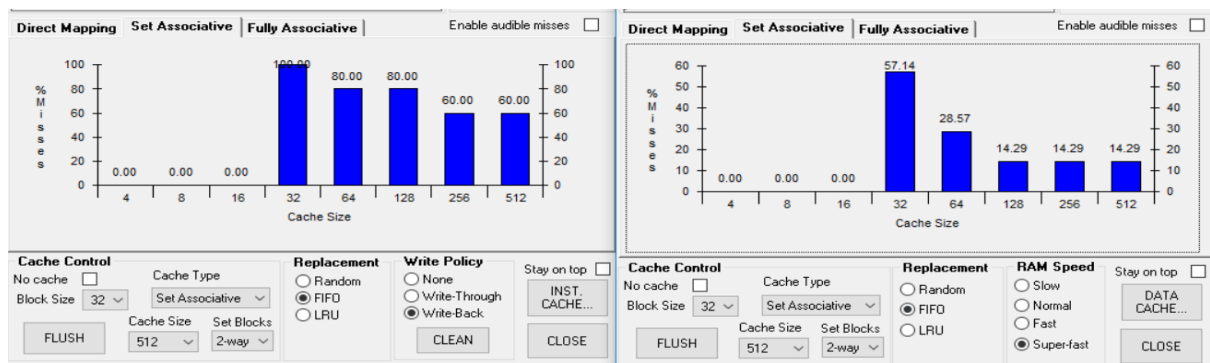 Direct Mapping Set Associative Fully Associative Enable audible misses
% Misses
100 80 60 40 20 0
0.00 0.00 0.00 100.00 80.00 80.00 60.00 60.00
100 80 60 40 20 0
4 8 16 32 64 128 256 512
Cache Size
Cache Control
No cache
Block Size 32
FLUSH
Cache Type
Set Associative
Cache Size Set Blocks
512 2-way
Replacement
Random
FIFO
LRU
Write Policy
None
Write-Through
Write-Back
CLEAN
Stay on top
INST.
CACHE...
CLOSE
Direct Mapping Set Associative Fully Associative Enable audible misses
% Misses
60 50 40 30 20 10 0
0.00 0.00 0.00 57.14 28.57 14.29 14.29 14.29
60 50 40 30 20 10 0
4 8 16 32 64 128 256 512
Cache Size
Cache Control
No cache
Block Size 32
FLUSH
Cache Type
Set Associative
Cache Size Set Blocks
512 2-way
Replacement
Random
FIFO
LRU
RAM Speed
Slow
Normal
Fast
Super-fast
Stay on top
DATA
CACHE...
CLOSE